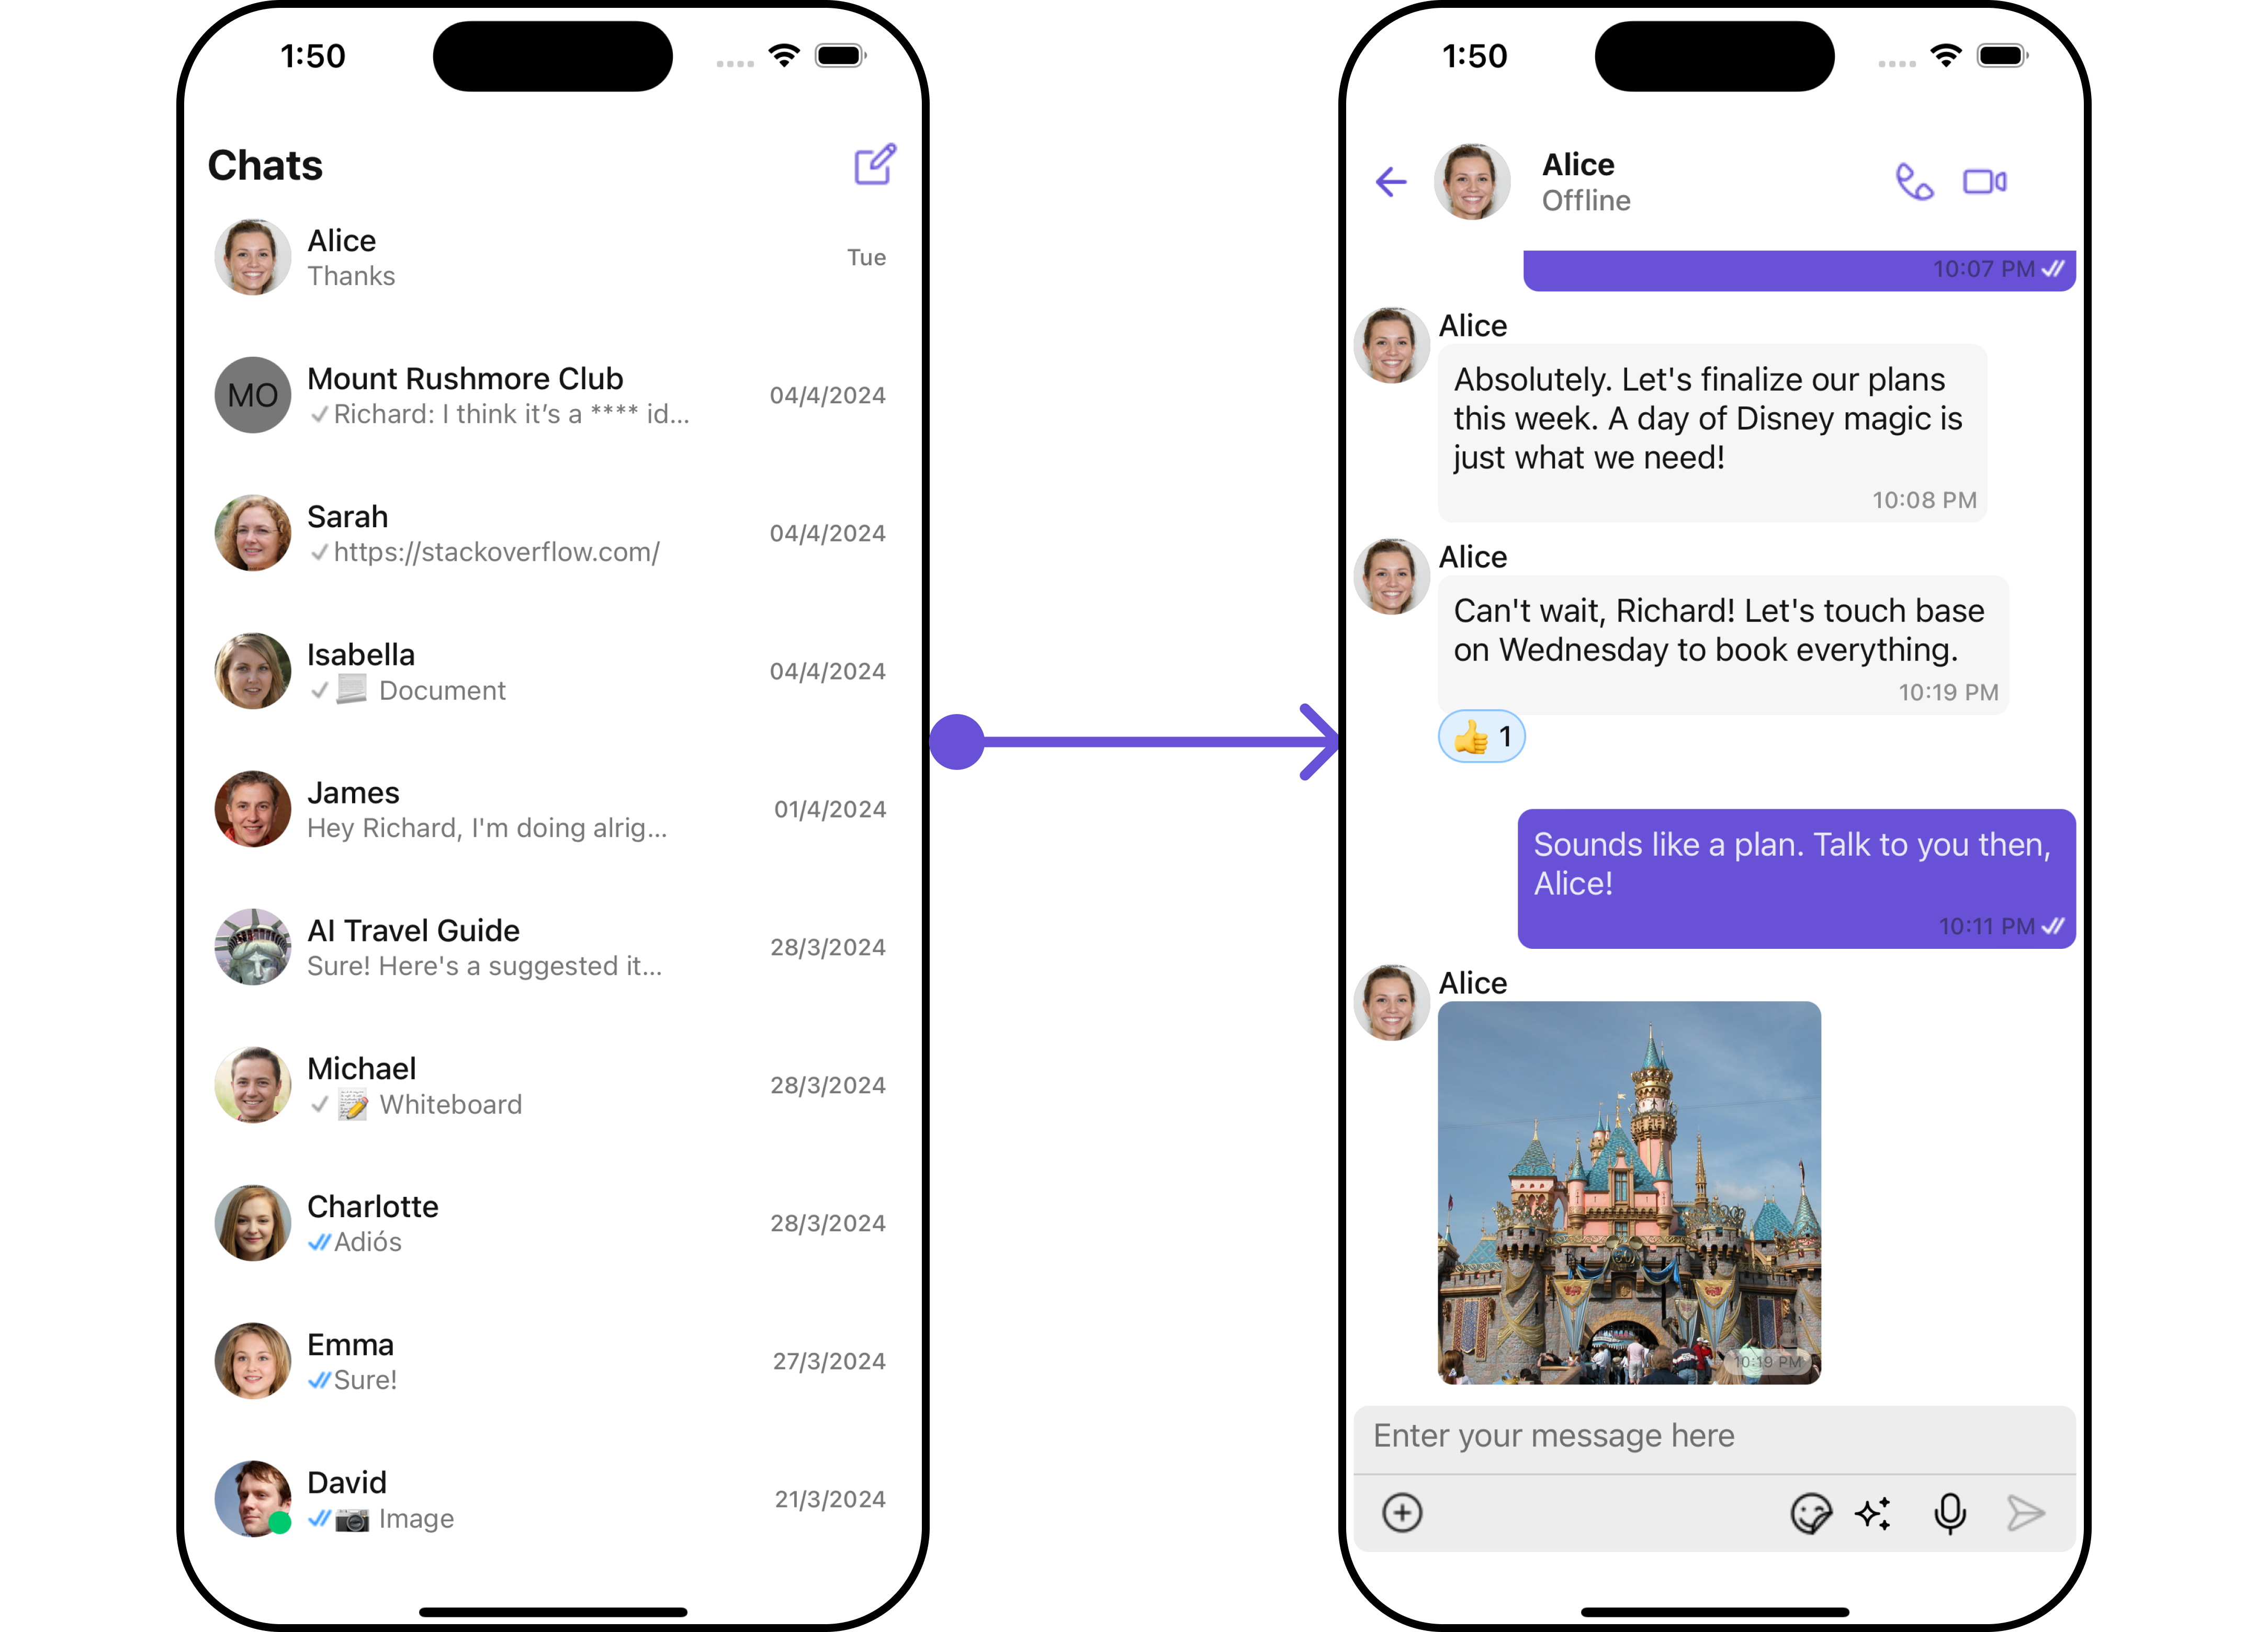 1:50
Chats
Alice
Thanks
Tue
MO
Mount Rushmore Club
Richard: I think it’s a **** id...
04/4/2024
Sarah
https://stackoverflow.com/
04/4/2024
Isabella
Document
04/4/2024
James
Hey Richard, I'm doing alrig...
01/4/2024
AI Travel Guide
Sure! Here's a suggested it...
28/3/2024
Michael
Whiteboard
28/3/2024
Charlotte
Adiós
28/3/2024
Emma
Sure!
27/3/2024
David
Image
21/3/2024
1:50
Alice
Offline
10:07 PM
Alice
Absolutely. Let's finalize our plans
this week. A day of Disney magic is
just what we need!
10:08 PM
Alice
Can't wait, Richard! Let's touch base
on Wednesday to book everything.
10:19 PM
👍 1
Sounds like a plan. Talk to you then,
Alice!
10:11 PM
Alice
10:19 PM
Enter your message here